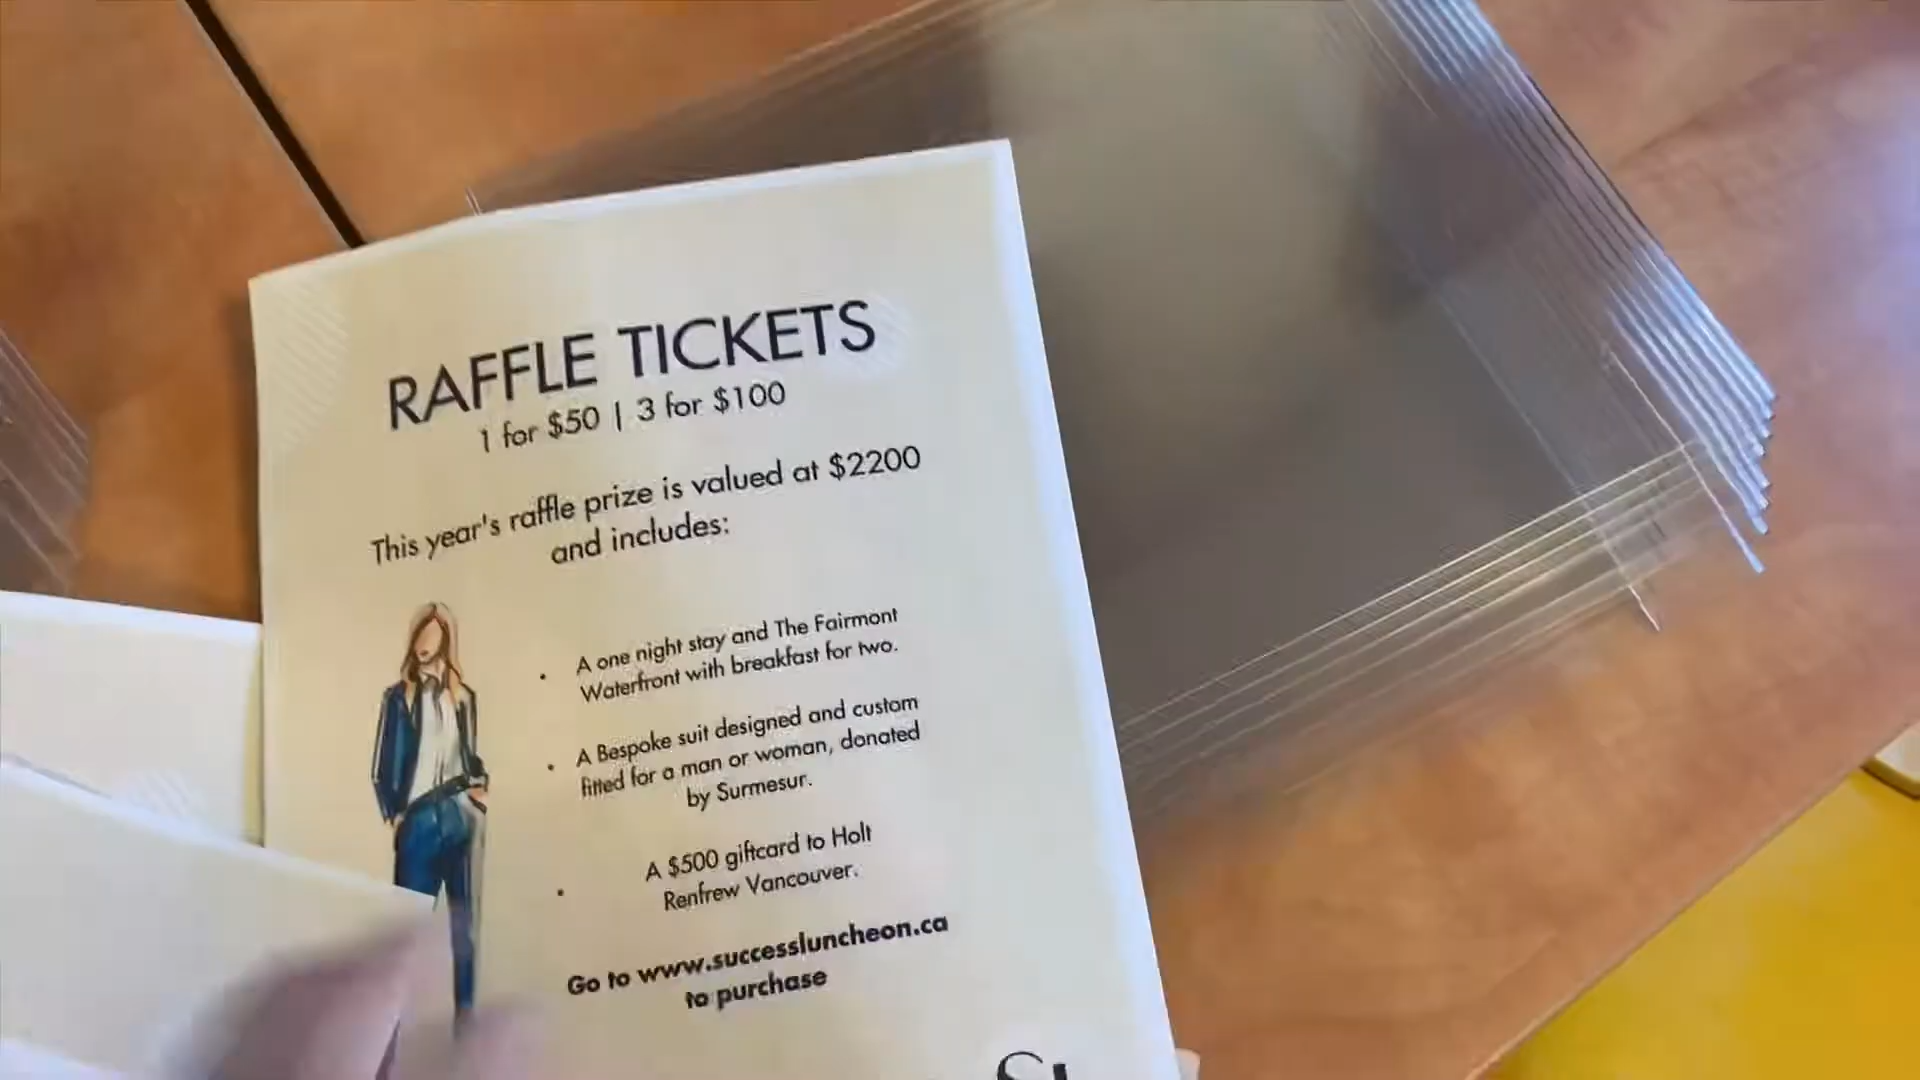 RAFFLE TICKETS
1 for $50 | 3 for $100
This year's raffle prize is valued at $2200
and includes:
• A one night stay and The Fairmont
Waterfront with breakfast for two.
• A Bespoke suit designed and custom
fitted for a man or woman, donated
by Surmesur.
• A $500 giftcard to Holt
Renfrew Vancouver.
Go to www.successluncheon.ca
to purchase